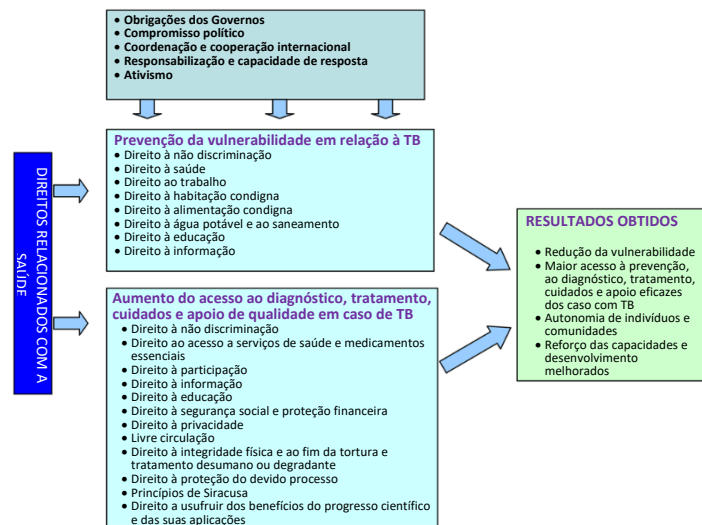 • Obrigações dos Governos
• Compromisso político
• Coordenação e cooperação internacional
• Responsabilização e capacidade de resposta
• Ativismo
DIREITOS RELACIONADOS COM A
SAÚDE
Prevenção da vulnerabilidade em relação à TB
• Direito à não discriminação
• Direito à saúde
• Direito ao trabalho
• Direito à habitação condigna
• Direito à alimentação condigna
• Direito à água potável e ao saneamento
• Direito à educação
• Direito à informação
Aumento do acesso ao diagnóstico, tratamento,
cuidados e apoio de qualidade em caso de TB
• Direito à não discriminação
• Direito ao acesso a serviços de saúde e medicamentos
essenciais
• Direito à participação
• Direito à informação
• Direito à educação
• Direito à segurança social e proteção financeira
• Direito à privacidade
• Livre circulação
• Direito à integridade física e ao fim da tortura e
tratamento desumano ou degradante
• Direito à proteção do devido processo
• Princípios de Siracusa
• Direito a usufruir dos benefícios do progresso científico
e das suas aplicações
RESULTADOS OBTIDOS
• Redução da vulnerabilidade
• Maior acesso à prevenção,
ao diagnóstico, tratamento,
cuidados e apoio eficazes
dos caso com TB
• Autonomia de indivíduos e
comunidades
• Reforço das capacidades e
desenvolvimento
melhorados